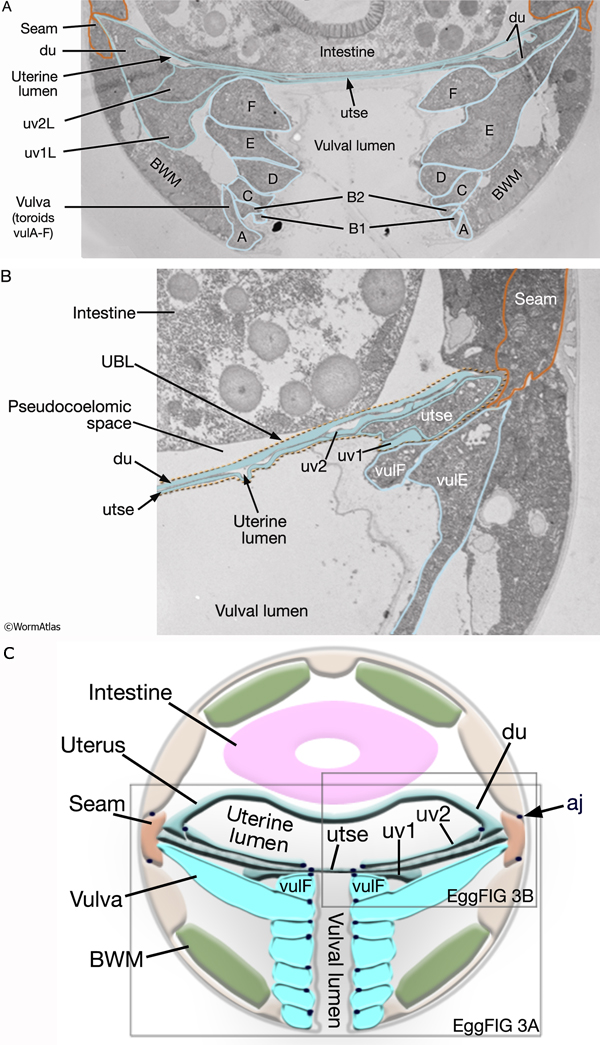 A
Seam
du
Uterine
lumen
uv2L
uv1L
Vulva
(toroids
vulA-F)
BWM
Intestine
utse
Vulval lumen
du
F
E
D
C
A
B2
B1
F
E
D
C
A
BWM
B
Intestine
UBL
Pseudocoelomic
space
du
utse
Seam
utse
uv2
uv1
vulF
vulE
Uterine
lumen
Vulval lumen
©WormAtlas
C
Intestine
Uterus
Seam
Vulva
BWM
Uterine
lumen
utse
uv1
uv2
du
aj
vulF
vulF
Vulval lumen
EggFIG 3B
EggFIG 3A